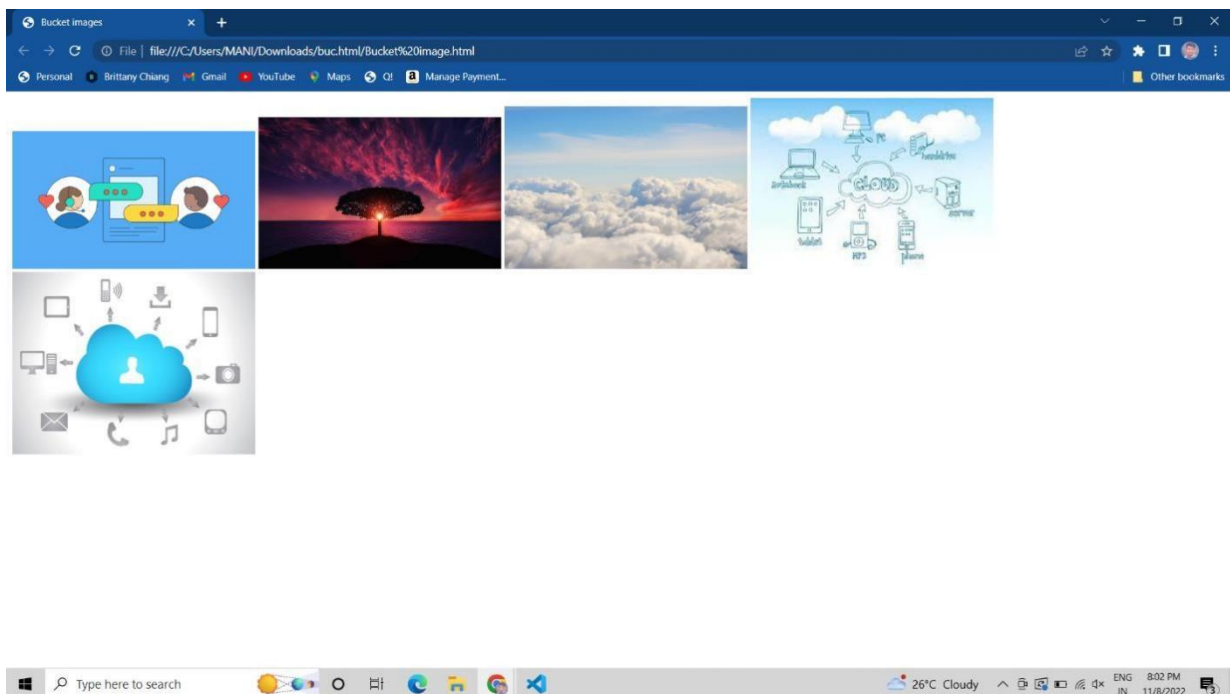 Bucket images
File | file:///C:/Users/MANI/Downloads/buc.html/Bucket%20image.html
Personal Brittany Chiang Gmail YouTube Maps Q! a Manage Payment... Other bookmarks
PC
harddrive
notebook
CLOUD
server
tablet
MP3
phone
Type here to search
26°C Cloudy
ENG
IN
8:02 PM
11/8/2022